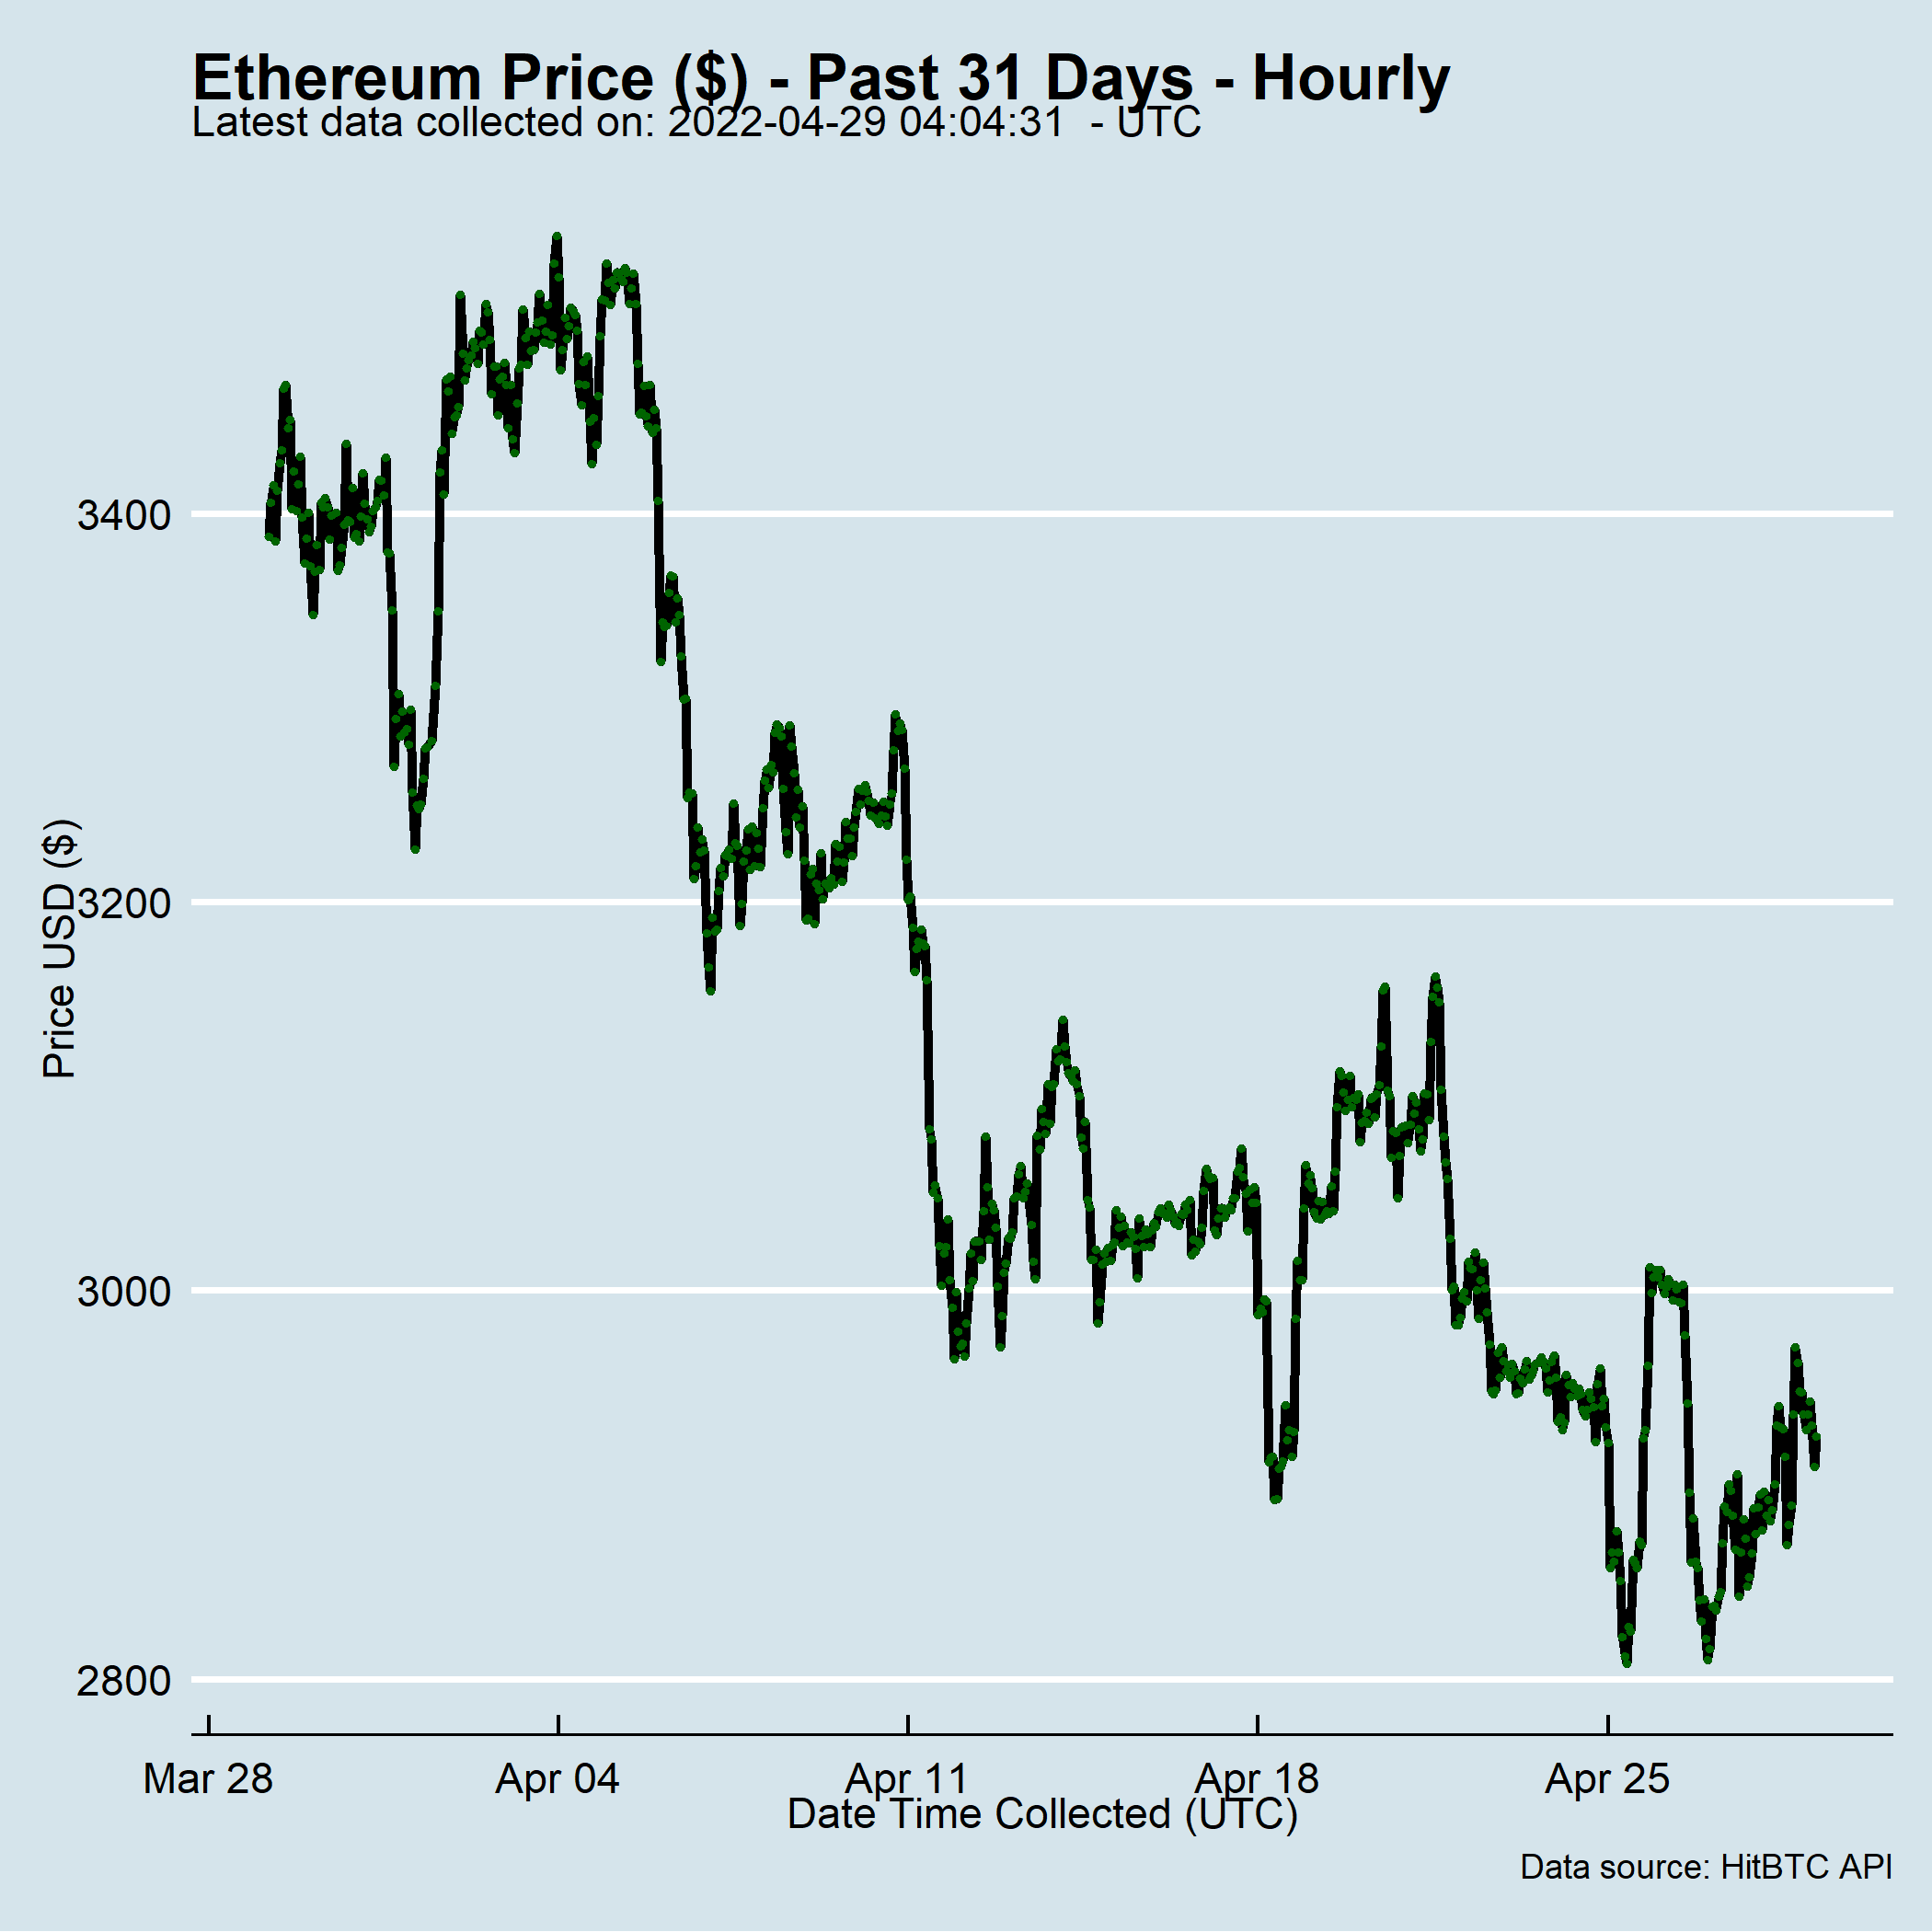 Ethereum Price ($) - Past 31 Days - Hourly
Latest data collected on: 2022-04-29 04:04:31  - UTC
Price USD ($)
3400
3200
3000
2800
Mar 28
Apr 04
Apr 11
Apr 18
Apr 25
Date Time Collected (UTC)
Data source: HitBTC API